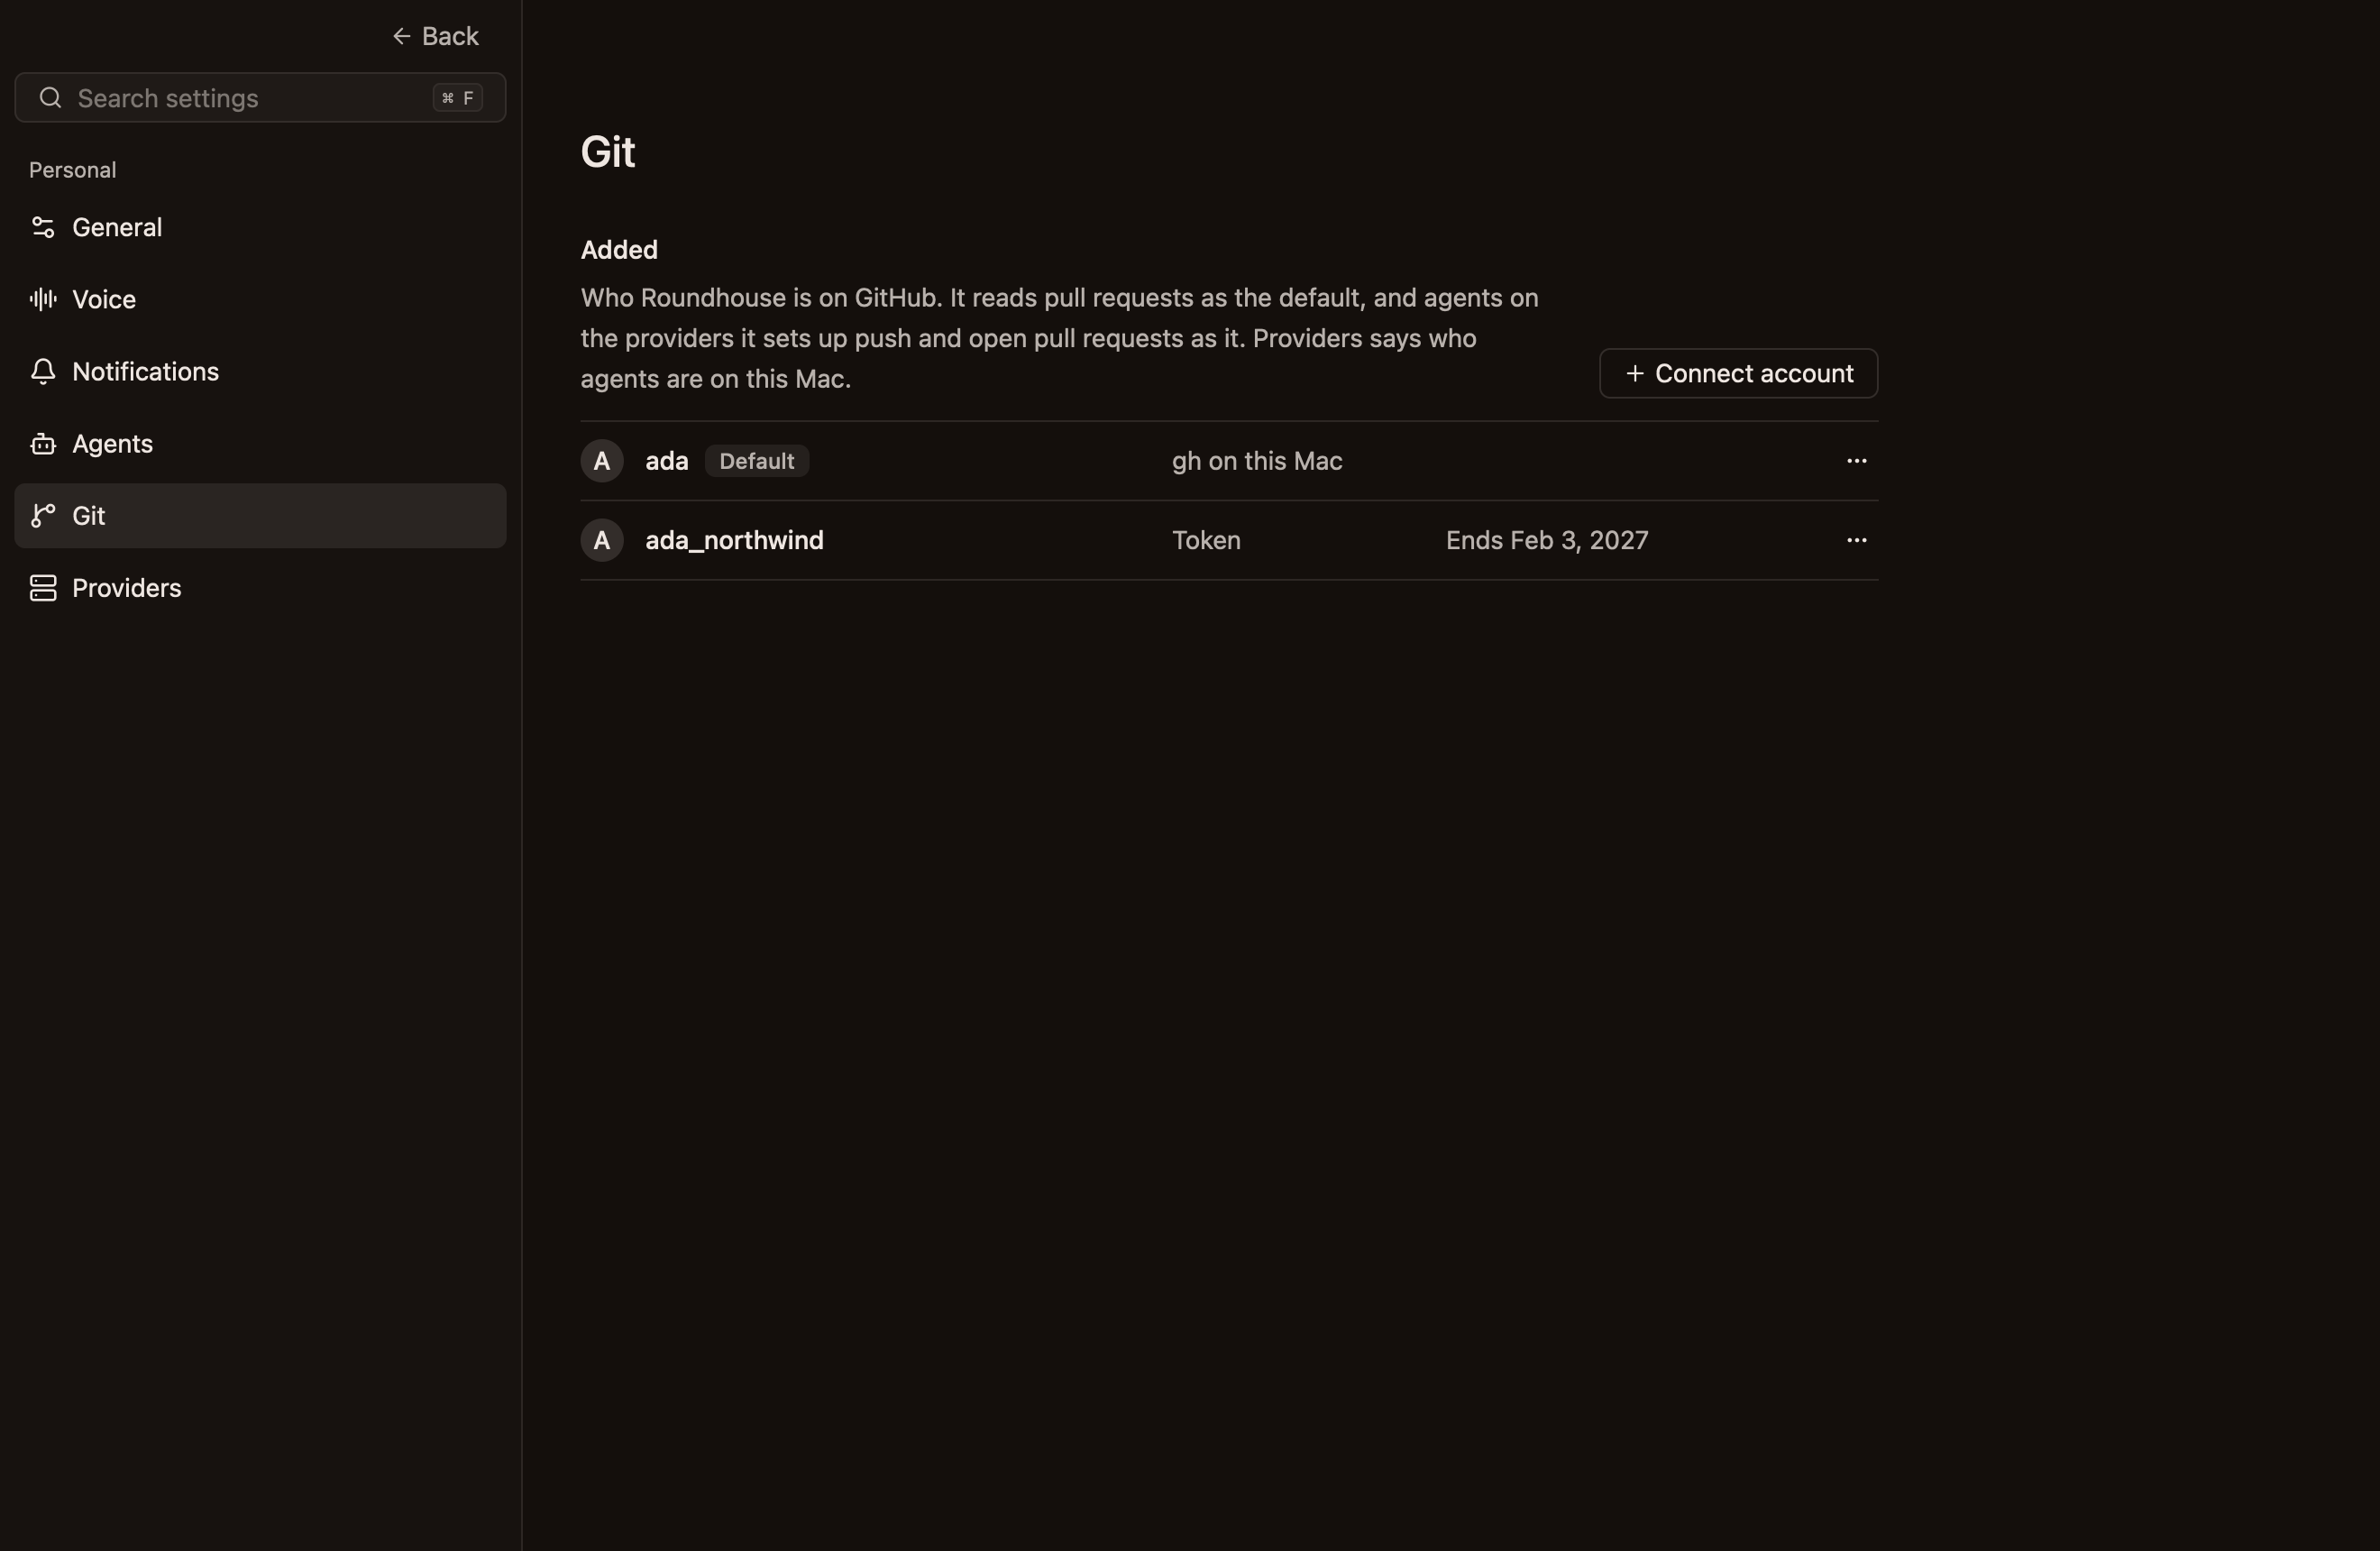 Back
Search settings ⌘ F
Personal
General
Voice
Notifications
Agents
Git
Providers
Git
Added
Who Roundhouse is on GitHub. It reads pull requests as the default, and agents on
the providers it sets up push and open pull requests as it. Providers says who
agents are on this Mac.
Connect account
A ada Default gh on this Mac
A ada_northwind Token Ends Feb 3, 2027